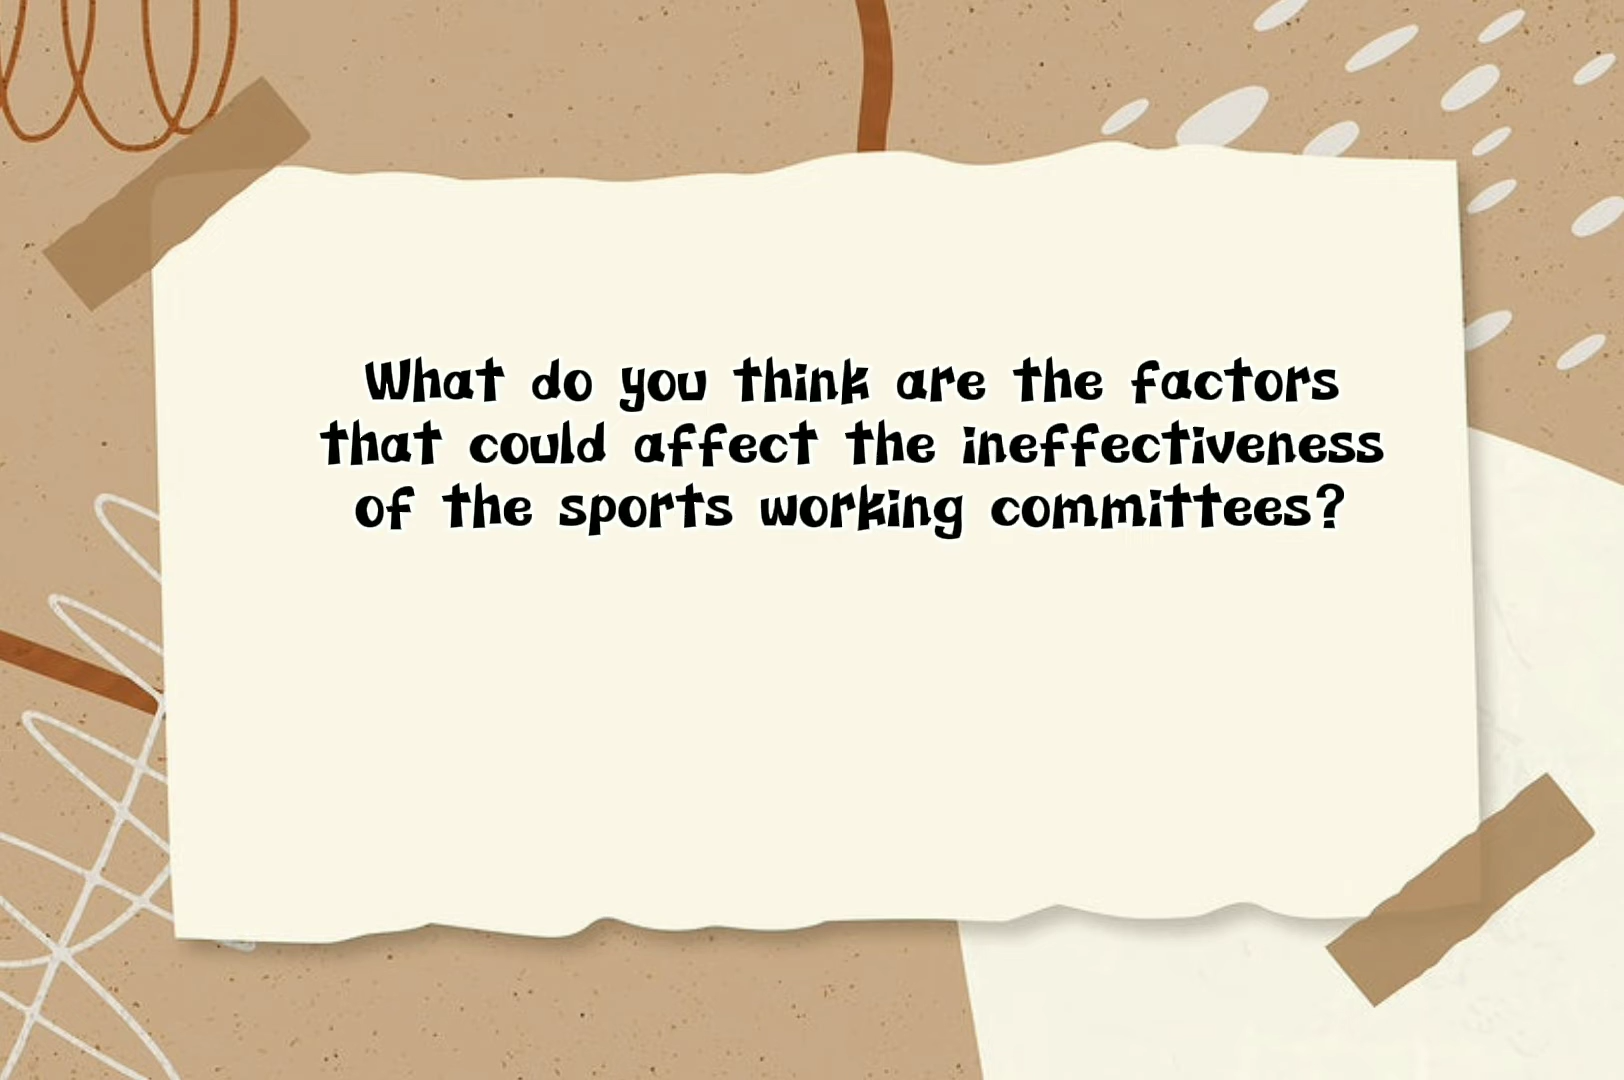 What do you think are the factors
that could affect the ineffectiveness
of the sports working committees?